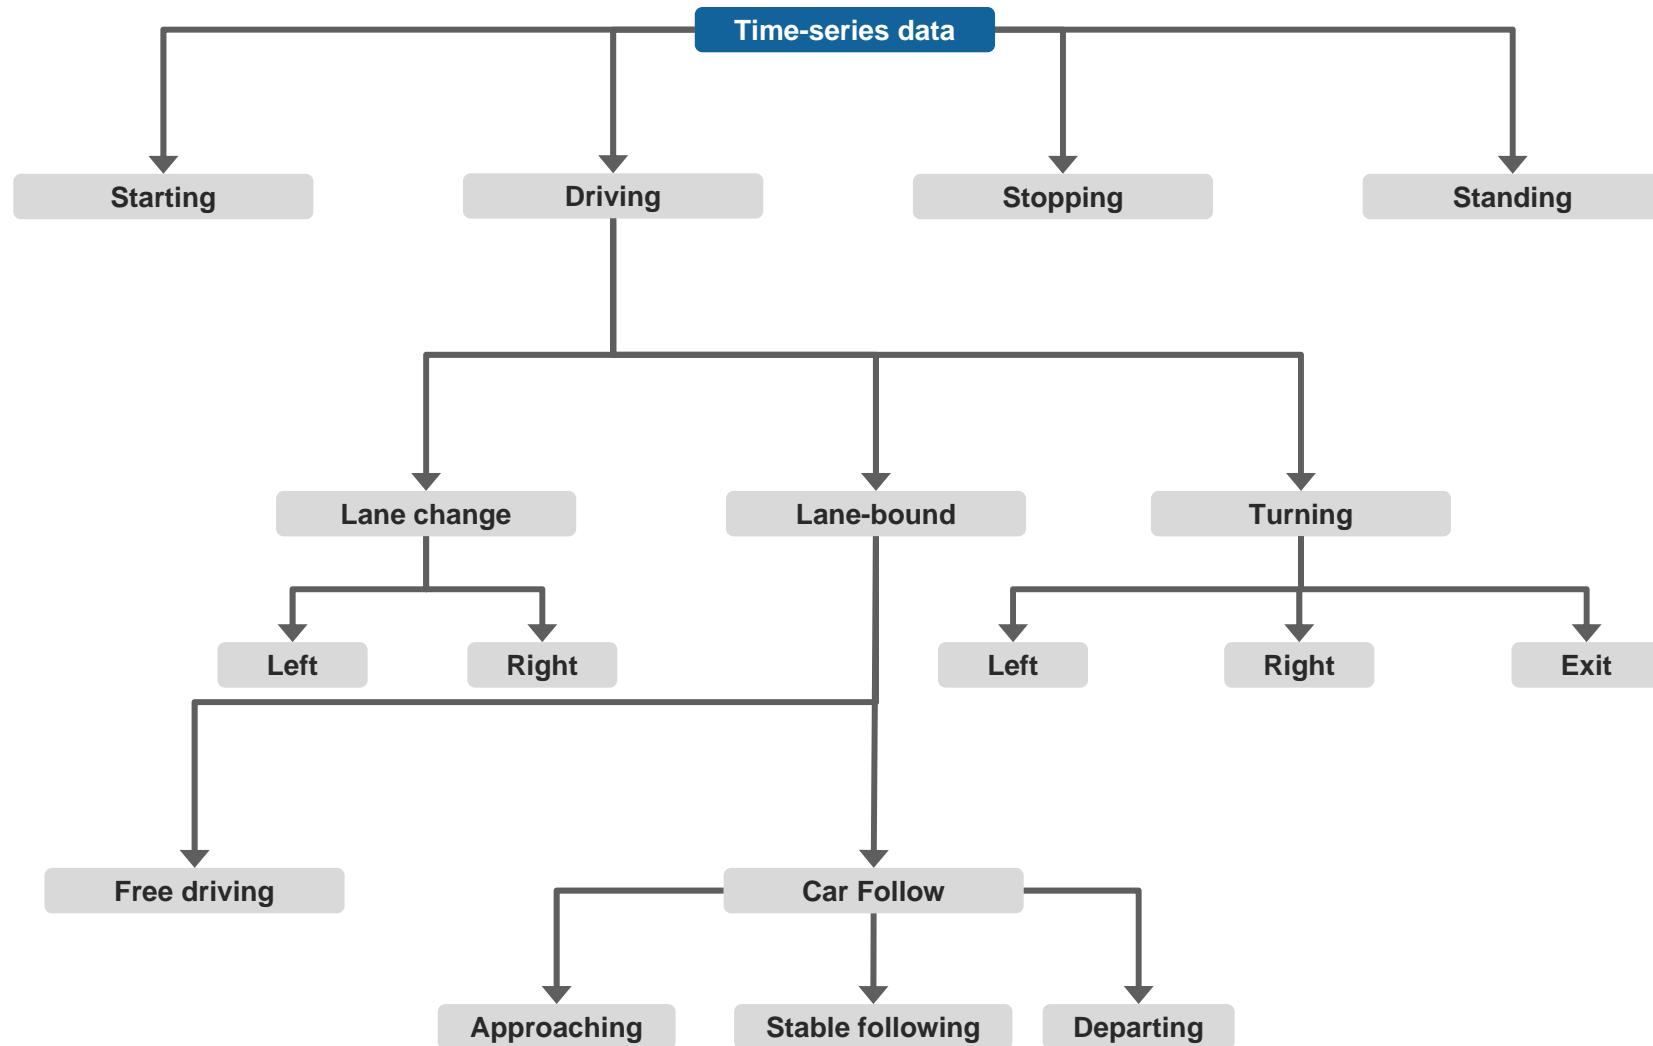 Time-series data
Starting
Driving
Stopping
Standing
Lane change
Lane-bound
Turning
Left
Right
Left
Right
Exit
Free driving
Car Follow
Approaching
Stable following
Departing